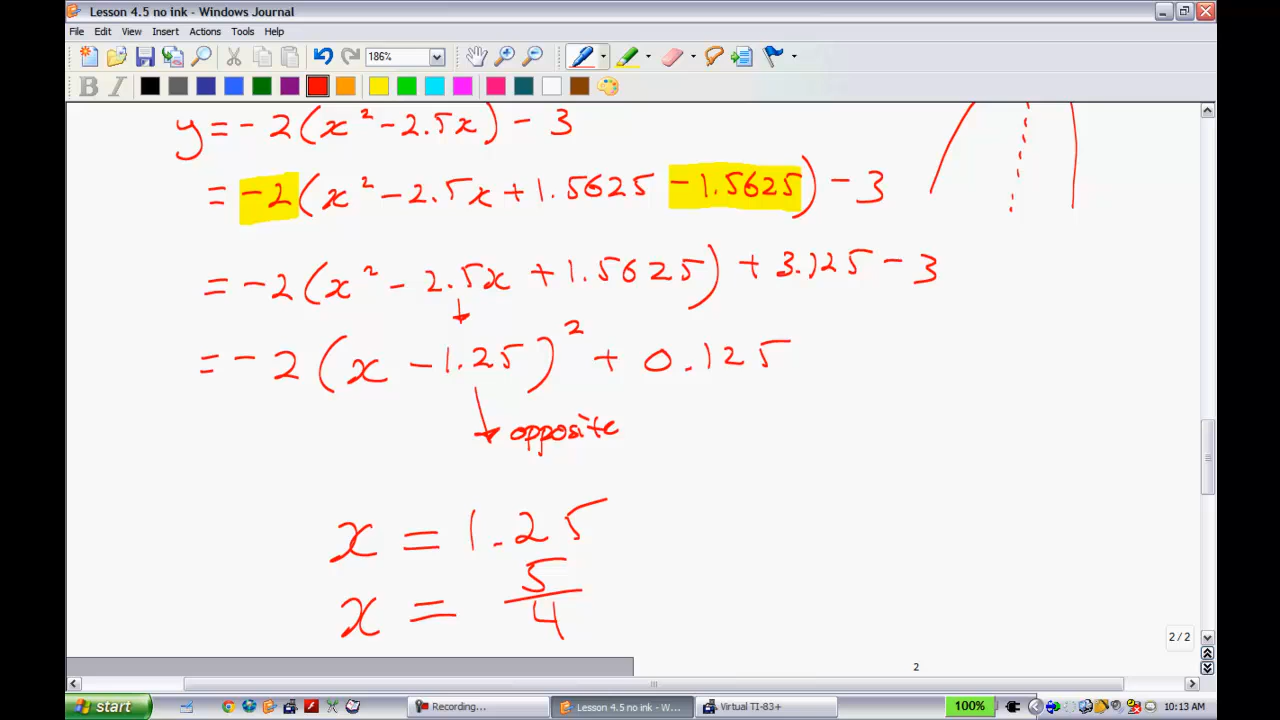 Lesson 4.5 no ink - Windows Journal
File Edit View Insert Actions Tools Help
186%
B I
y = -2(x² - 2.5x) - 3
= -2(x² - 2.5x + 1.5625 - 1.5625) - 3
= -2(x² - 2.5x + 1.5625) + 3.125 - 3
= -2(x - 1.25)² + 0.125
opposite
x = 1.25
x = 5/4
2/2
2
start Recording... Lesson 4.5 no ink - W... Virtual TI-83+ 100% 10:13 AM